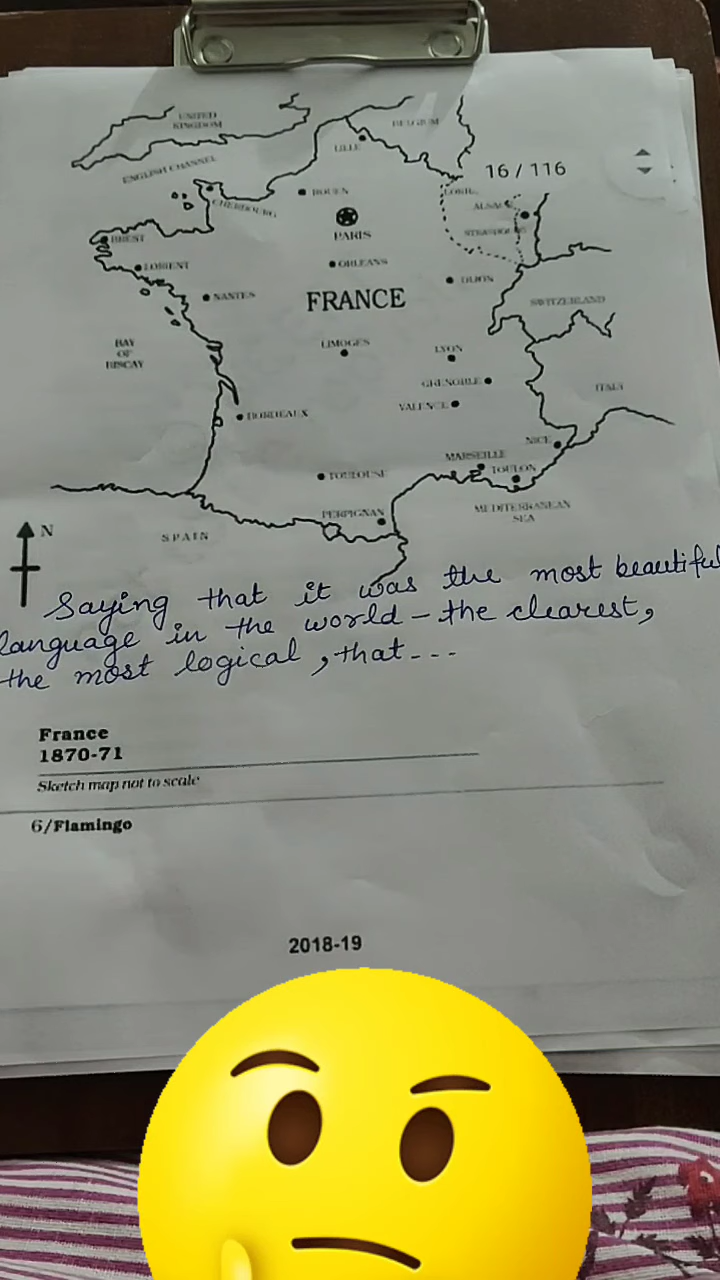 UNITED
KINGDOM
BELGIUM
LILLE
ENGLISH CHANNEL
16 / 116
ROUEN
CHERBOURG
ALSACE
PARIS
STRASBOURG
BREST
LORIENT
ORLEANS
DIJON
NANTES
FRANCE
SWITZERLAND
BAY
OF
BISCAY
LIMOGES
LYON
GRENOBLE
ITALY
VALENCE
BORDEAUX
NICE
MARSEILLE
TOULOUSE
TOULON
PERPIGNAN
MEDITERRANEAN
SEA
N
SPAIN
Saying that it was the most beautiful
language in the world – the clearest,
the most logical, that---
France
1870-71
Sketch map not to scale
6/Flamingo
2018-19